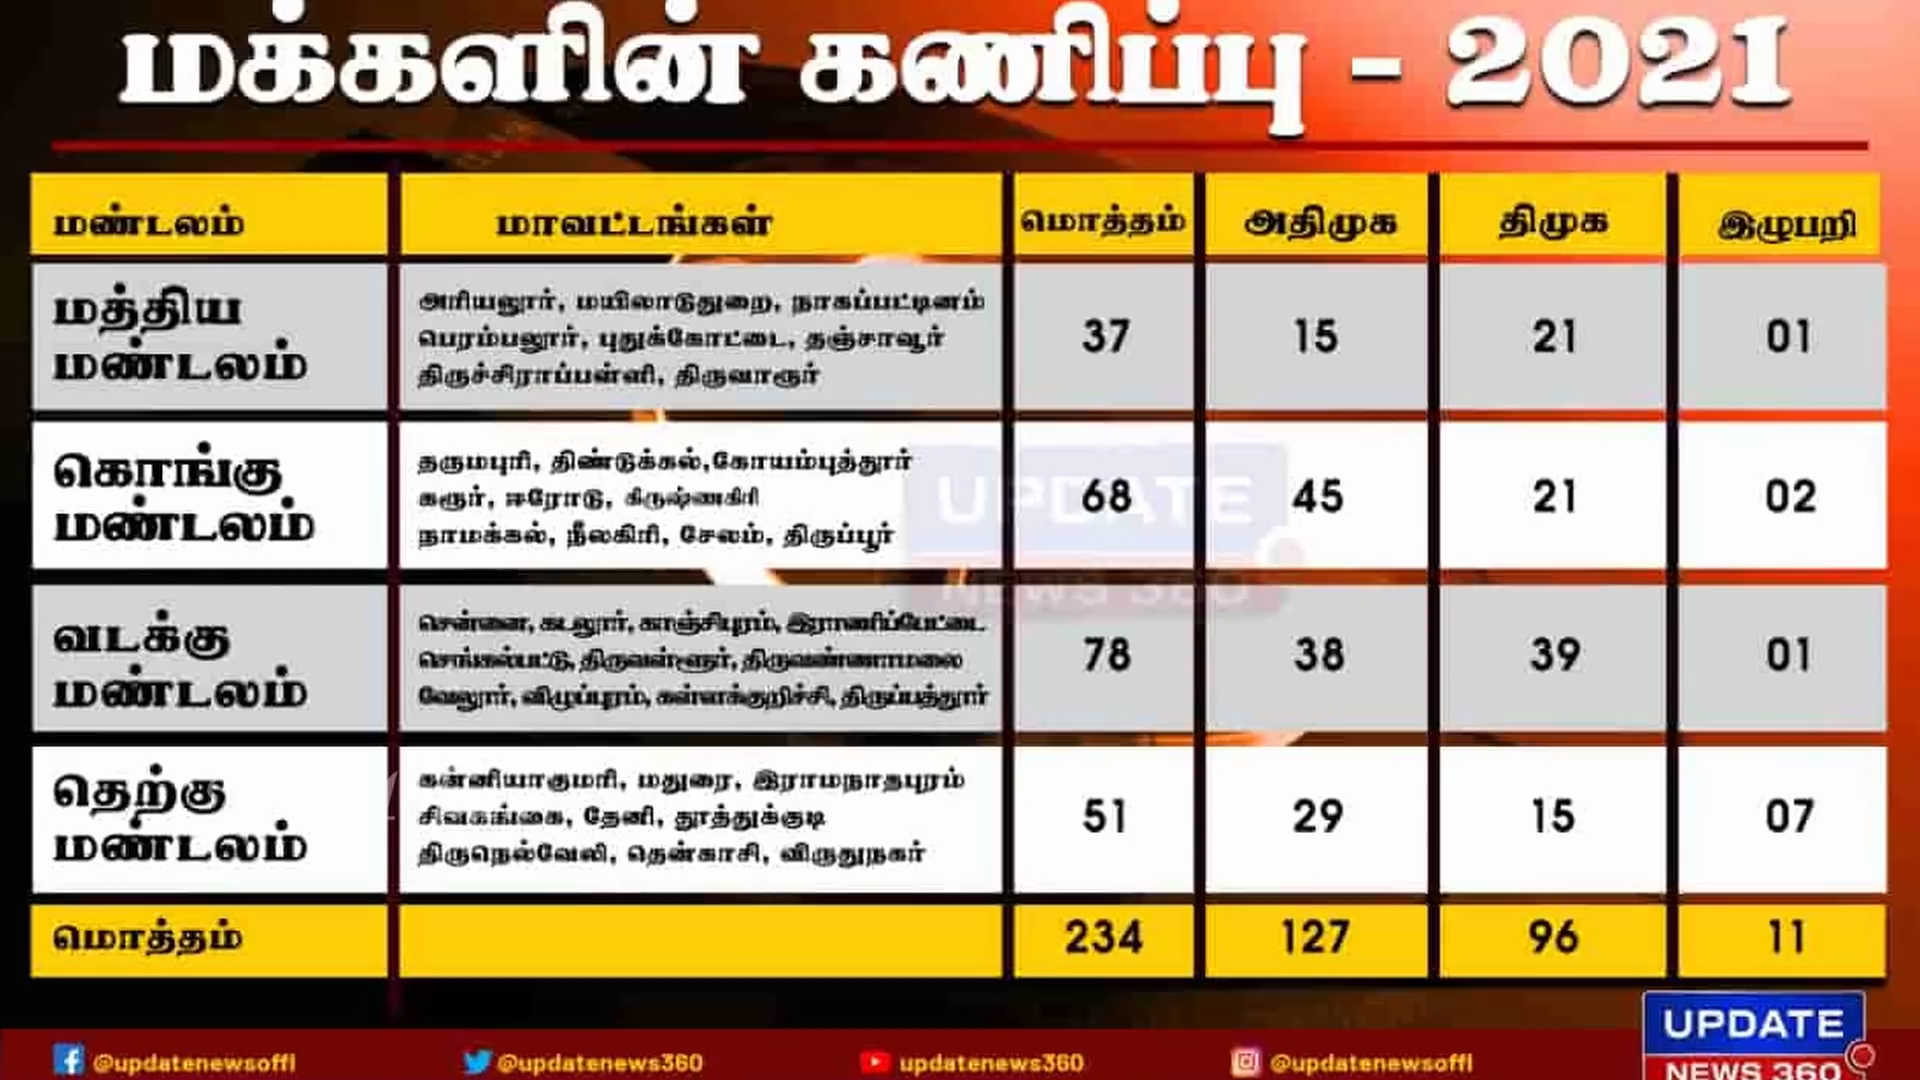 மக்களின் கணிப்பு - 2021
மண்டலம் மாவட்டங்கள் மொத்தம் அதிமுக திமுக இழுபறி
மத்திய மண்டலம் அரியலூர், மயிலாடுதுறை, நாகப்பட்டினம் 37 15 21 01
பெரம்பலூர், புதுக்கோட்டை, தஞ்சாவூர்
திருச்சிராப்பள்ளி, திருவாரூர்
கொங்கு மண்டலம் தருமபுரி, திண்டுக்கல்,கோயம்புத்தூர் 68 45 21 02
கரூர், ஈரோடு, கிருஷ்ணகிரி
நாமக்கல், நீலகிரி, சேலம், திருப்பூர்
வடக்கு மண்டலம் சென்னை, கடலூர், காஞ்சிபுரம், இராணிப்பேட்டை 78 38 39 01
செங்கல்பட்டு, திருவள்ளூர், திருவண்ணாமலை
வேலூர், விழுப்புரம், கள்ளக்குறிச்சி, திருப்பத்தூர்
தெற்கு மண்டலம் கன்னியாகுமரி, மதுரை, இராமநாதபுரம் 51 29 15 07
சிவகங்கை, தேனி, தூத்துக்குடி
திருநெல்வேலி, தென்காசி, விருதுநகர்
மொத்தம் 234 127 96 11
UPDATE
NEWS 360
@updatenewsoffl @updatenews360 updatenews360 @updatenewsoffl
UPDATE
NEWS 360